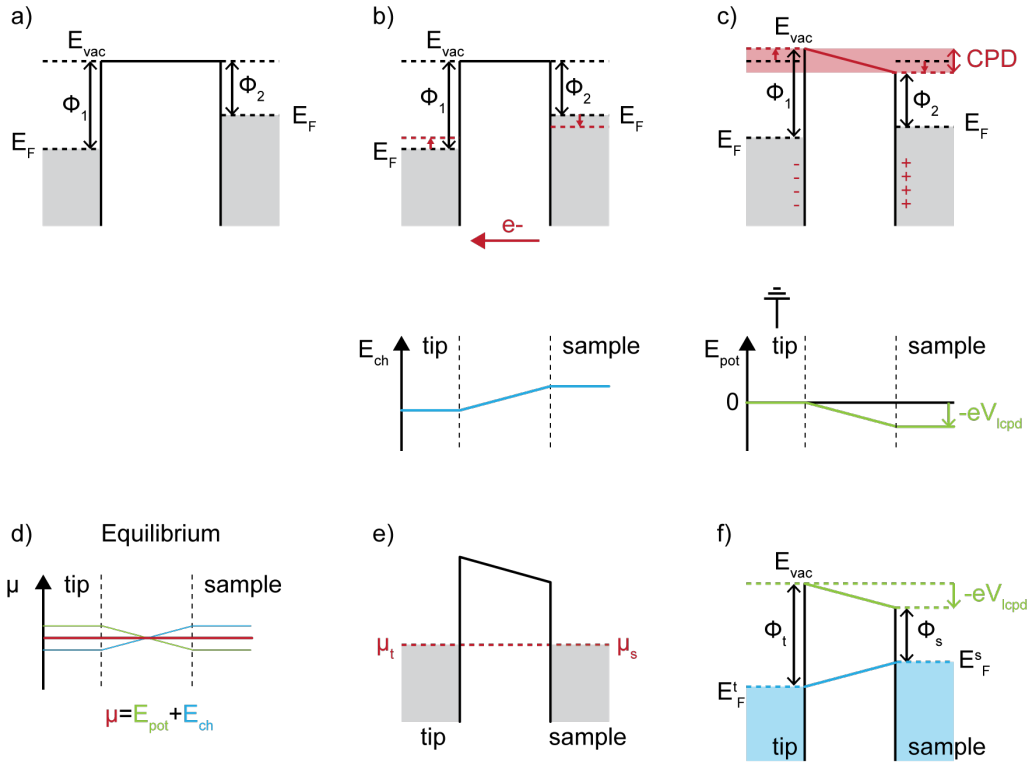 a)
E_vac
Φ_1
Φ_2
E_F
E_F
b)
E_vac
Φ_1
Φ_2
E_F
E_F
e-
c)
E_vac
CPD
Φ_1
Φ_2
E_F
E_F
- - - -
+ + + +
E_ch
tip
sample
E_pot
tip
sample
0
-eV_lcpd
d)
Equilibrium
μ
tip
sample
μ=E_pot+E_ch
e)
μ_t
μ_s
tip
sample
f)
E_vac
-eV_lcpd
Φ_t
Φ_s
E^t_F
E^s_F
tip
sample